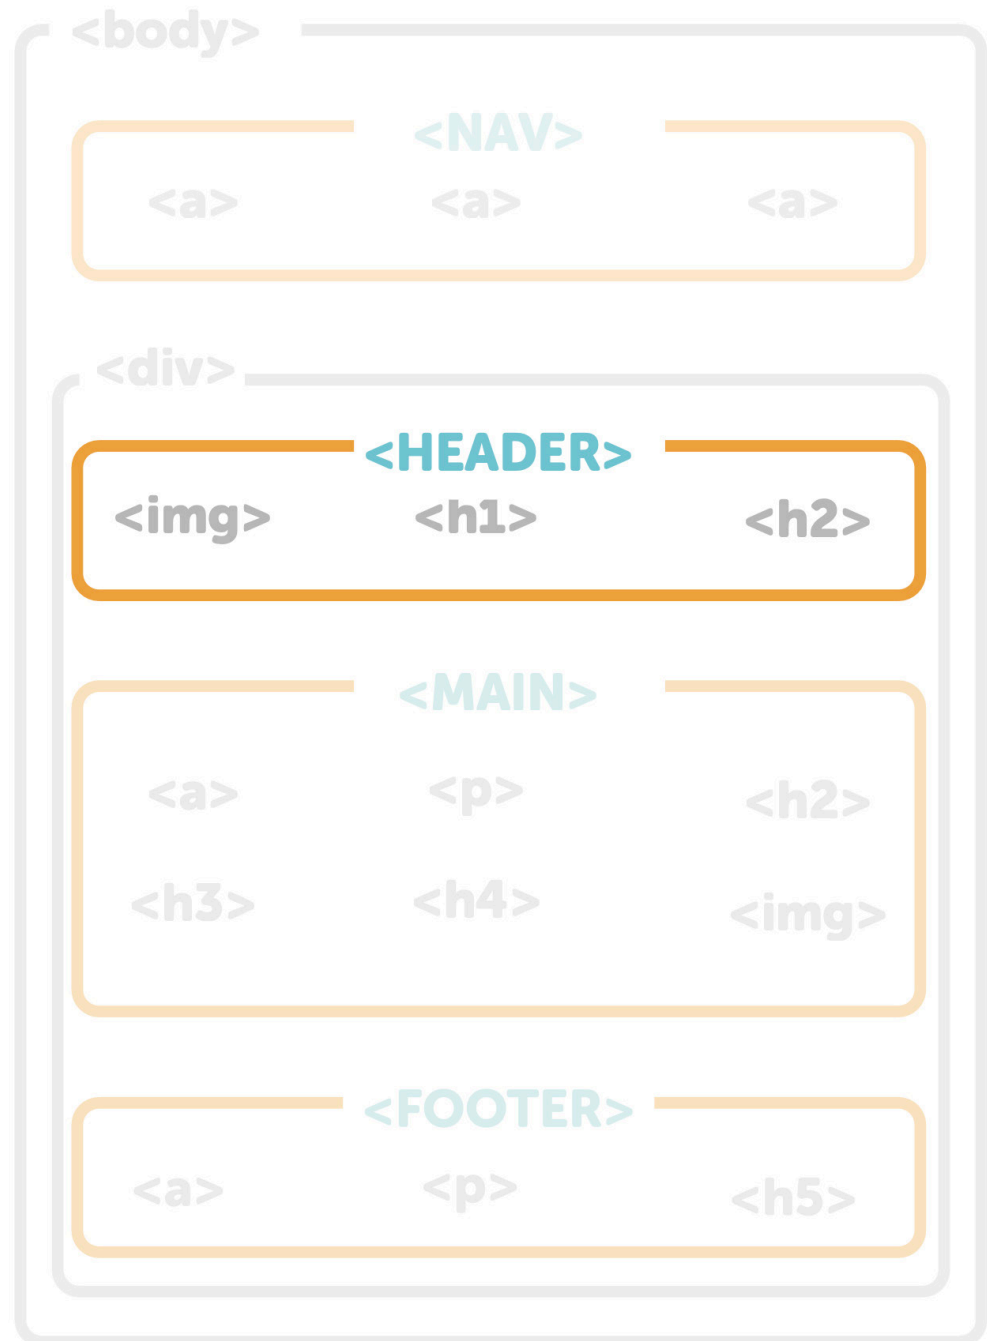 <body>
<NAV>
<a> <a> <a>
<div>
<HEADER>
<img> <h1> <h2>
<MAIN>
<a> <p> <h2>
<h3> <h4> <img>
<FOOTER>
<a> <p> <h5>